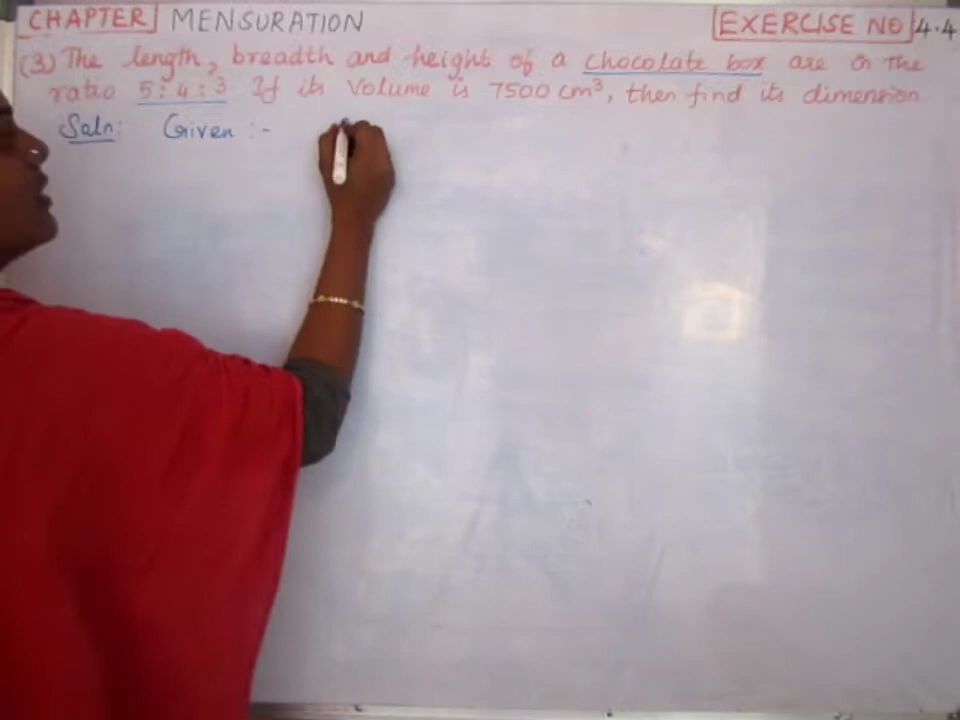 CHAPTER MENSURATION EXERCISE NO 4.4
(3) The length, breadth and height of a chocolate box are in the
ratio 5:4:3 If its Volume is 7500 cm³, then find its dimension
Soln: Given :-